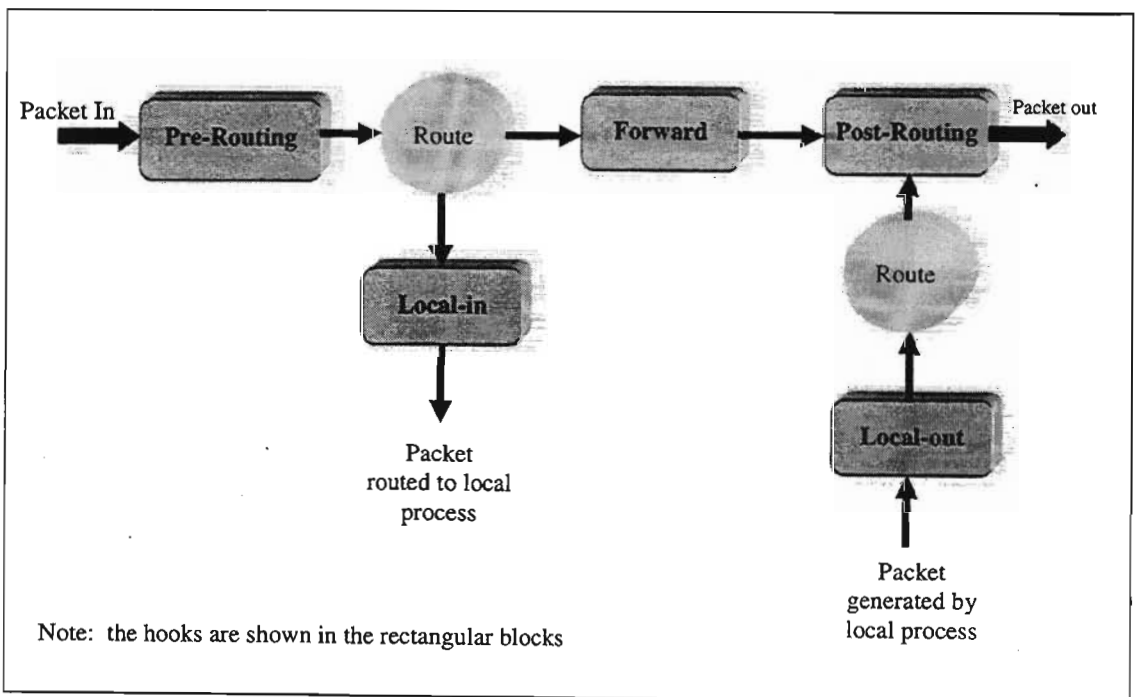 Packet In
Pre-Routing
Route
Forward
Post-Routing
Packet out
Local-in
Route
Local-out
Packet
routed to local
process
Packet
generated by
local process
Note: the hooks are shown in the rectangular blocks